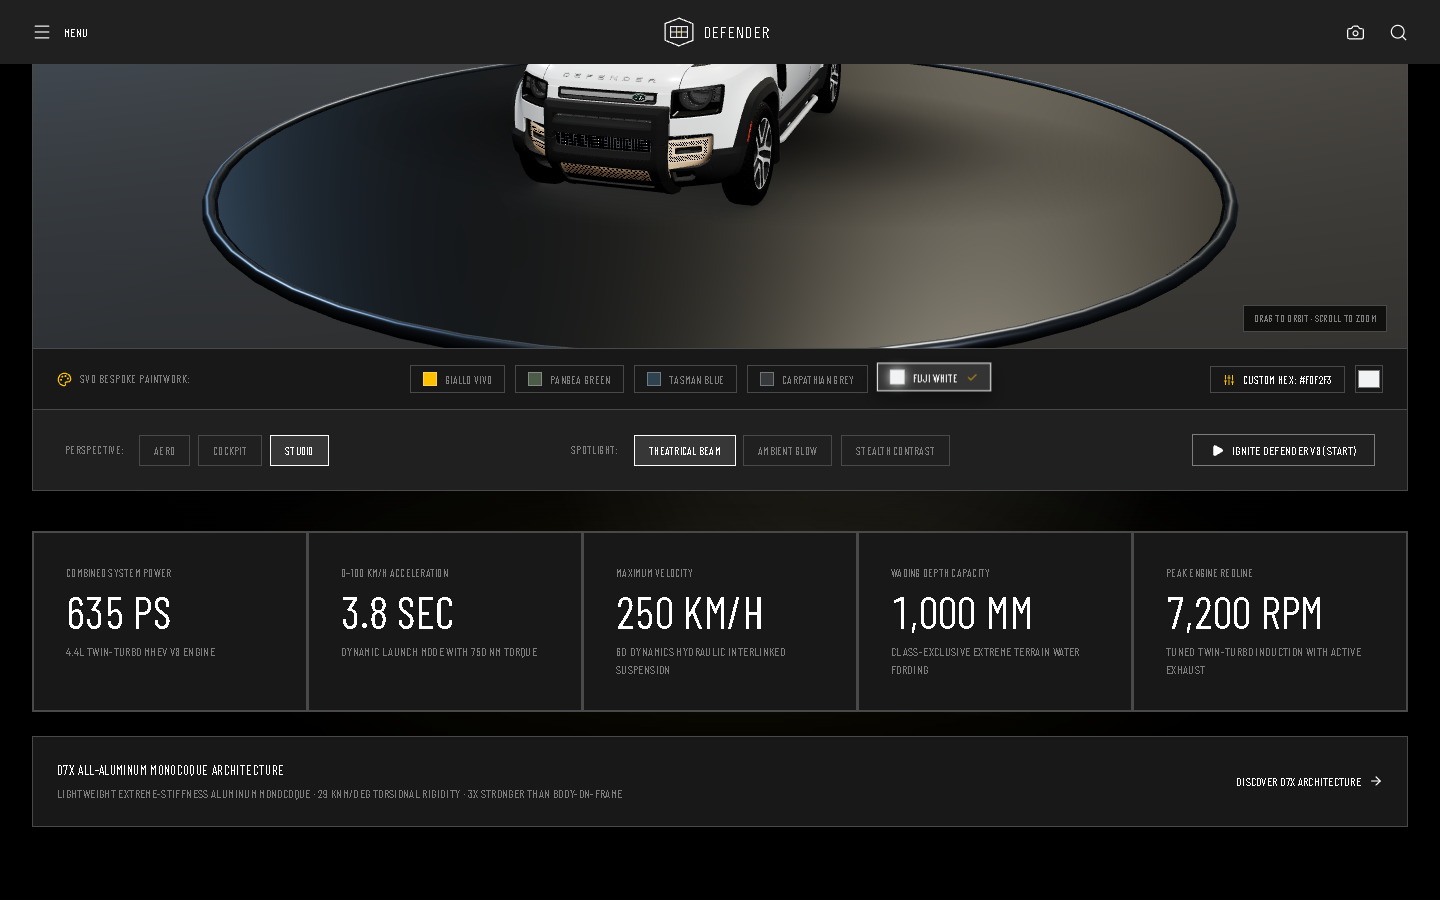 MENU
DEFENDER
DEFENDER
DRAG TO ORBIT · SCROLL TO ZOOM
SVO BESPOKE PAINTWORK:
GIALLO VIVO
PANGEA GREEN
TASMAN BLUE
CARPATHIAN GREY
FUJI WHITE
CUSTOM HEX: #F0F2F3
PERSPECTIVE:
AERO
COCKPIT
STUDIO
SPOTLIGHT:
THEATRICAL BEAM
AMBIENT GLOW
STEALTH CONTRAST
IGNITE DEFENDER V8 (START)
COMBINED SYSTEM POWER
635 PS
4.4L TWIN-TURBO MHEV V8 ENGINE
0-100 KM/H ACCELERATION
3.8 SEC
DYNAMIC LAUNCH MODE WITH 750 NM TORQUE
MAXIMUM VELOCITY
250 KM/H
6D DYNAMICS HYDRAULIC INTERLINKED
SUSPENSION
WADING DEPTH CAPACITY
1,000 MM
CLASS-EXCLUSIVE EXTREME TERRAIN WATER
FORDING
PEAK ENGINE REDLINE
7,200 RPM
TUNED TWIN-TURBO INDUCTION WITH ACTIVE
EXHAUST
D7X ALL-ALUMINUM MONOCOQUE ARCHITECTURE
LIGHTWEIGHT EXTREME-STIFFNESS ALUMINUM MONOCOQUE · 29 KNM/DEG TORSIONAL RIGIDITY · 3X STRONGER THAN BODY-ON-FRAME
DISCOVER D7X ARCHITECTURE